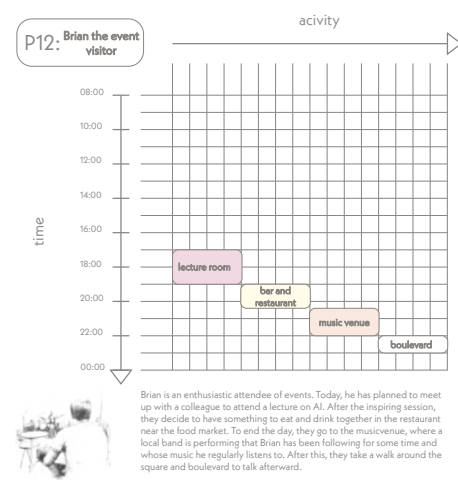 acivity
P12: Brian the event
visitor
08:00
10:00
12:00
14:00
16:00
18:00
20:00
22:00
00:00
time
lecture room
bar and
restaurant
music venue
boulevard
Brian is an enthusiastic attendee of events. Today, he has planned to meet
up with a colleague to attend a lecture on AI. After the inspiring session,
they decide to have something to eat and drink together in the restaurant
near the food market. To end the day, they go to the musicvenue, where a
local band is performing that Brian has been following for some time and
whose music he regularly listens to. After this, they take a walk around the
square and boulevard to talk afterward.